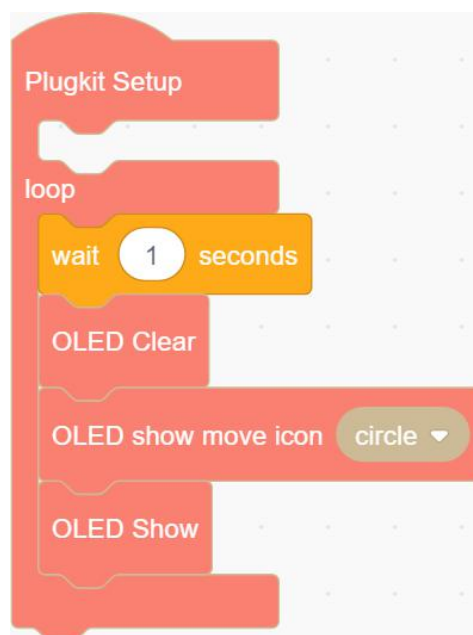 Plugkit Setup
loop
wait 1 seconds
OLED Clear
OLED show move icon circle
OLED Show